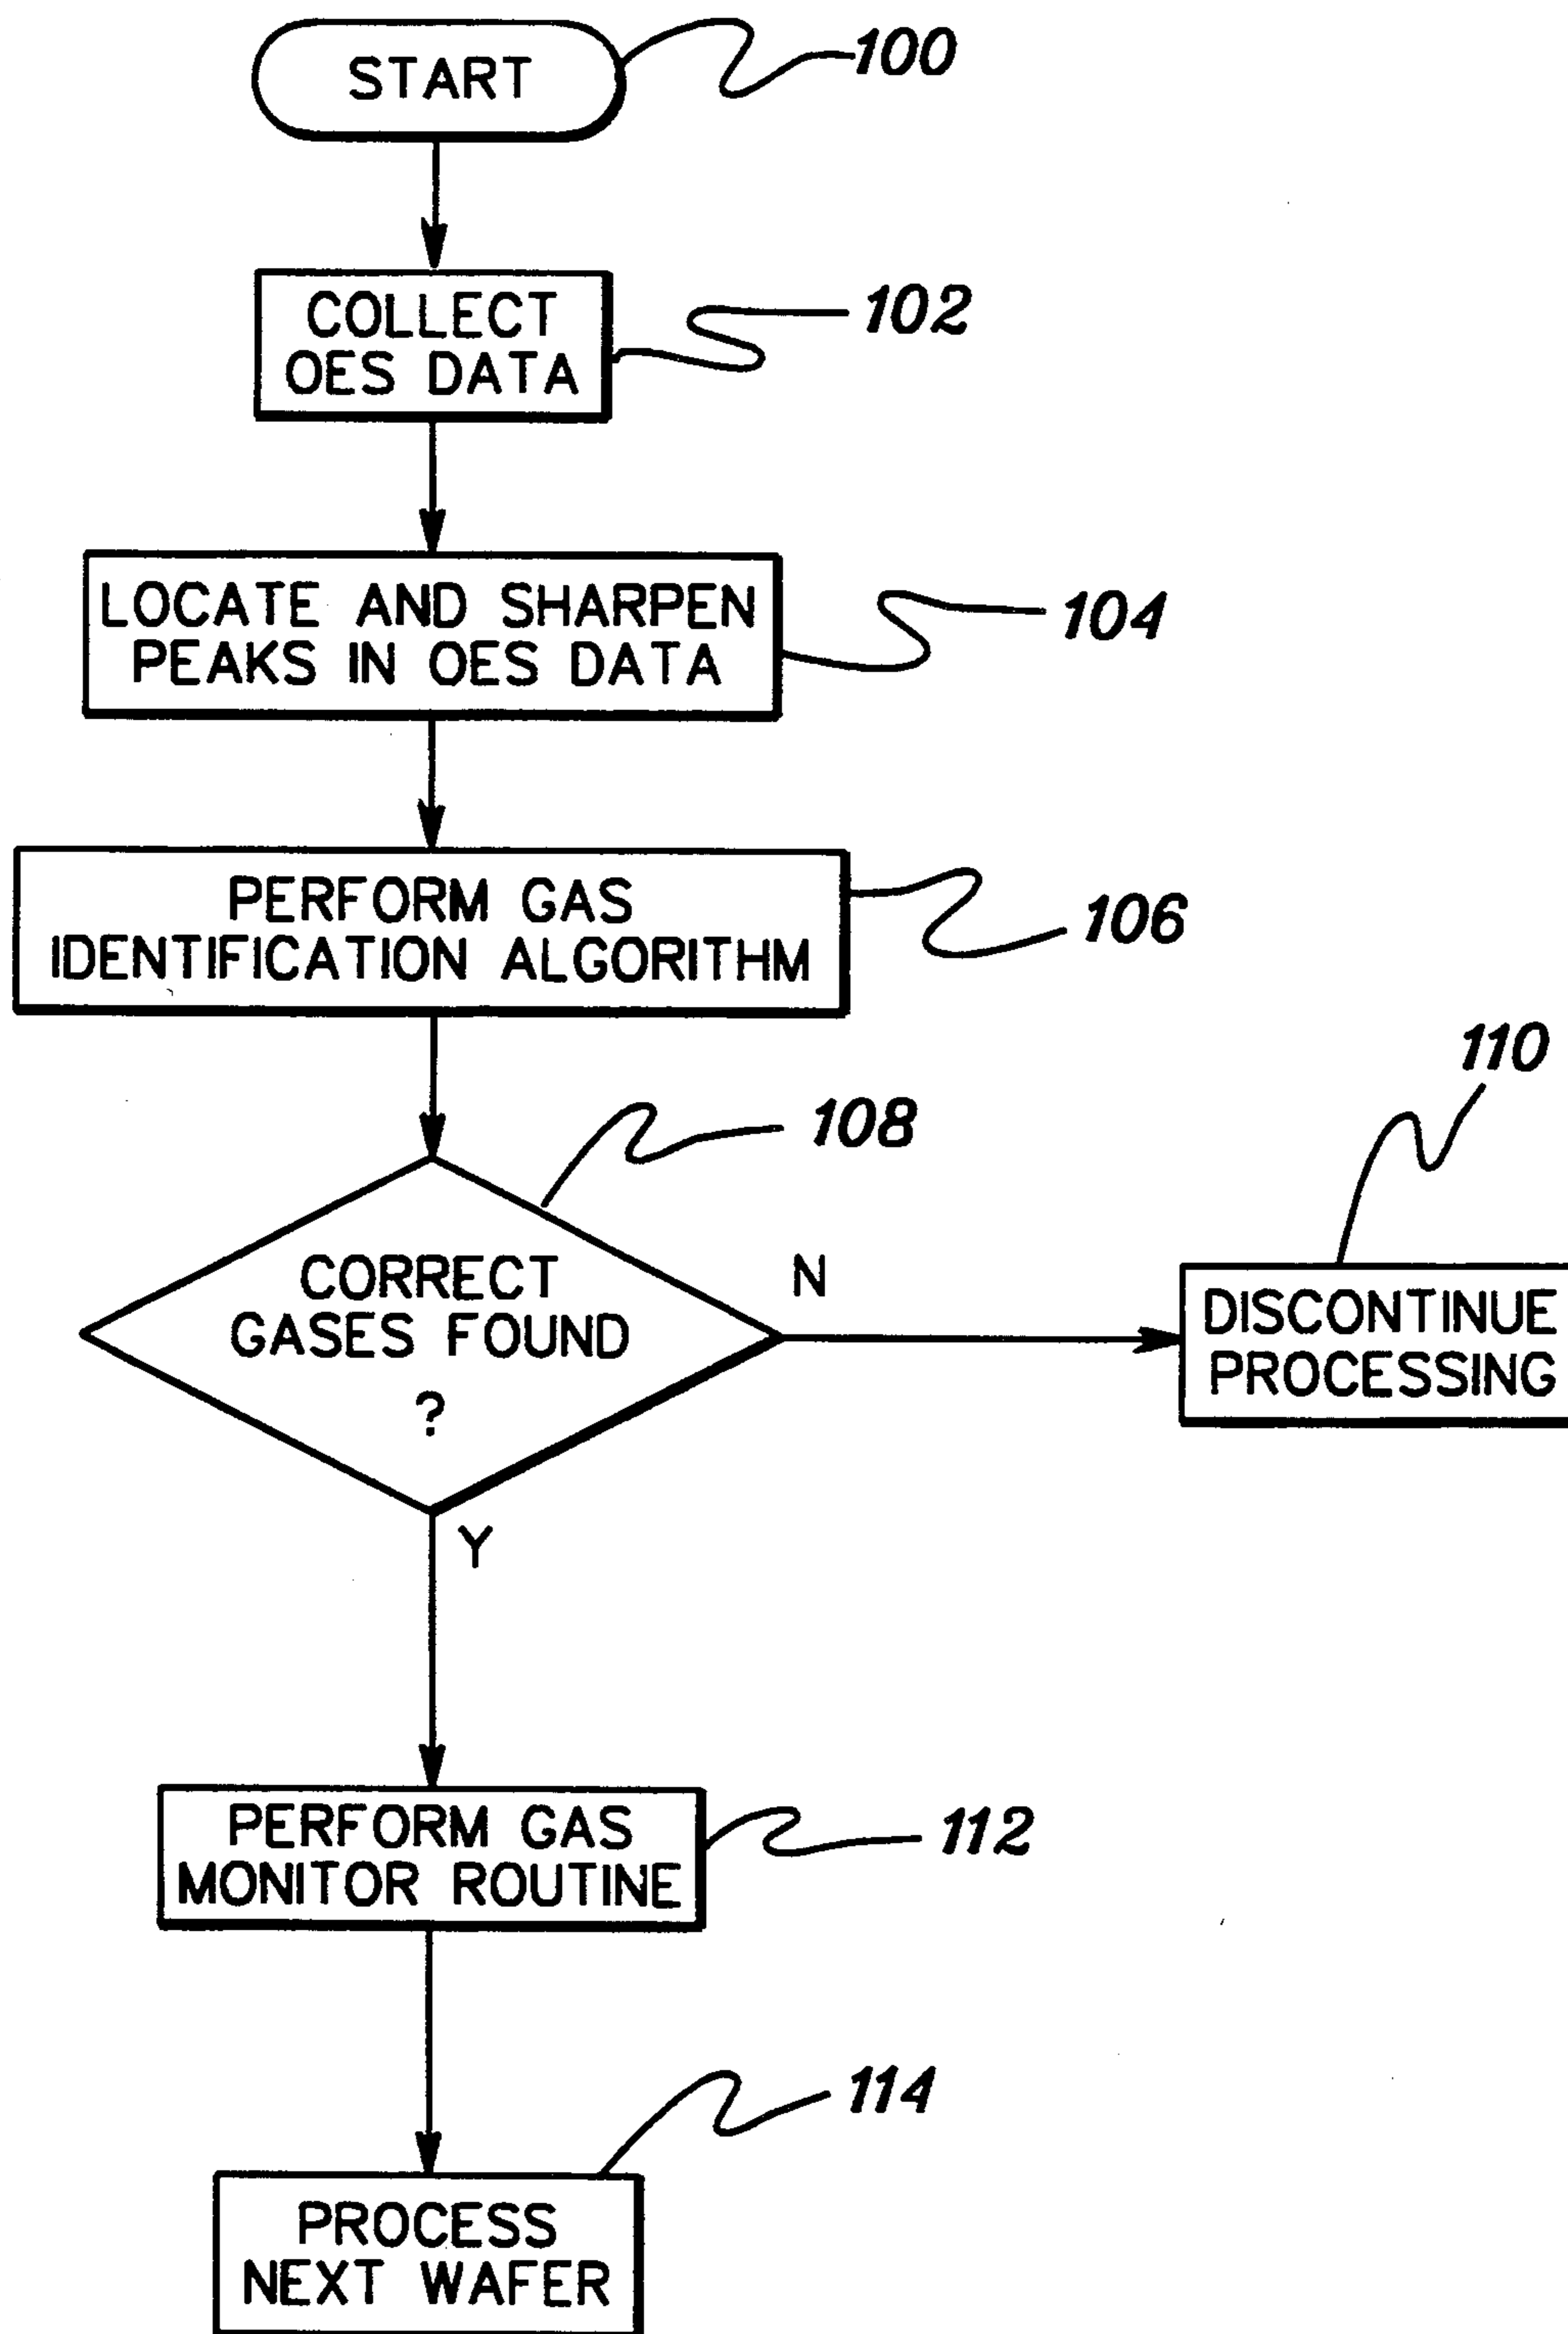 START
100
COLLECT
OES DATA
102
LOCATE AND SHARPEN
PEAKS IN OES DATA
104
PERFORM GAS
IDENTIFICATION ALGORITHM
106
108
CORRECT
GASES FOUND
?
N
110
DISCONTINUE
PROCESSING
Y
PERFORM GAS
MONITOR ROUTINE
112
114
PROCESS
NEXT WAFER